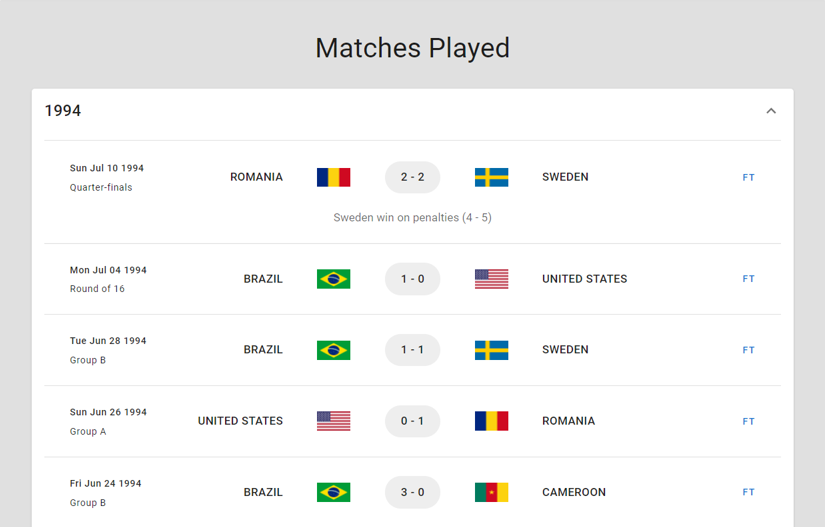 Matches Played
1994
Sun Jul 10 1994
Quarter-finals
ROMANIA 2 - 2 SWEDEN FT
Sweden win on penalties (4 - 5)
Mon Jul 04 1994
Round of 16
BRAZIL 1 - 0 UNITED STATES FT
Tue Jun 28 1994
Group B
BRAZIL 1 - 1 SWEDEN FT
Sun Jun 26 1994
Group A
UNITED STATES 0 - 1 ROMANIA FT
Fri Jun 24 1994
Group B
BRAZIL 3 - 0 CAMEROON FT